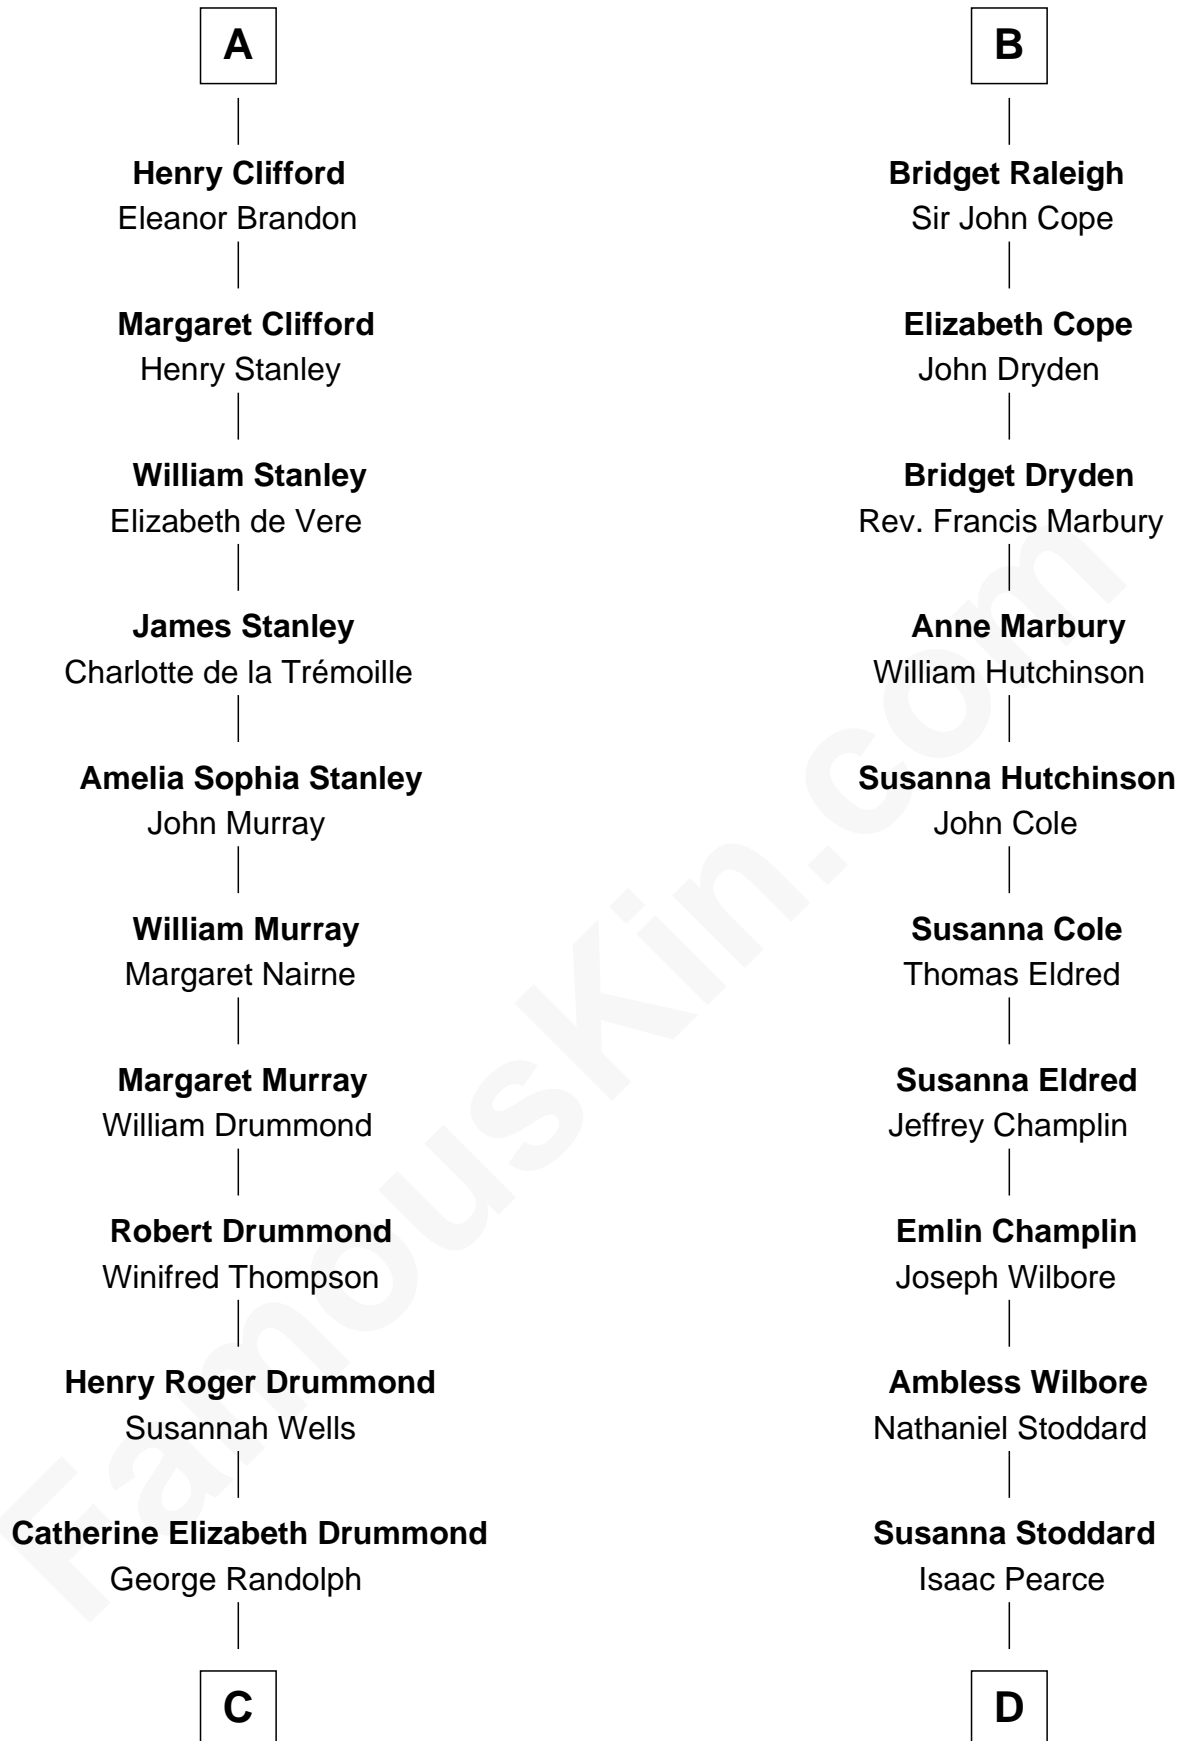 A
Henry Clifford
Eleanor Brandon
Margaret Clifford
Henry Stanley
William Stanley
Elizabeth de Vere
James Stanley
Charlotte de la Trémoille
Amelia Sophia Stanley
John Murray
William Murray
Margaret Nairne
Margaret Murray
William Drummond
Robert Drummond
Winifred Thompson
Henry Roger Drummond
Susannah Wells
Catherine Elizabeth Drummond
George Randolph
C
B
Bridget Raleigh
Sir John Cope
Elizabeth Cope
John Dryden
Bridget Dryden
Rev. Francis Marbury
Anne Marbury
William Hutchinson
Susanna Hutchinson
John Cole
Susanna Cole
Thomas Eldred
Susanna Eldred
Jeffrey Champlin
Emlin Champlin
Joseph Wilbore
Ambless Wilbore
Nathaniel Stoddard
Susanna Stoddard
Isaac Pearce
D
FamousKin.com